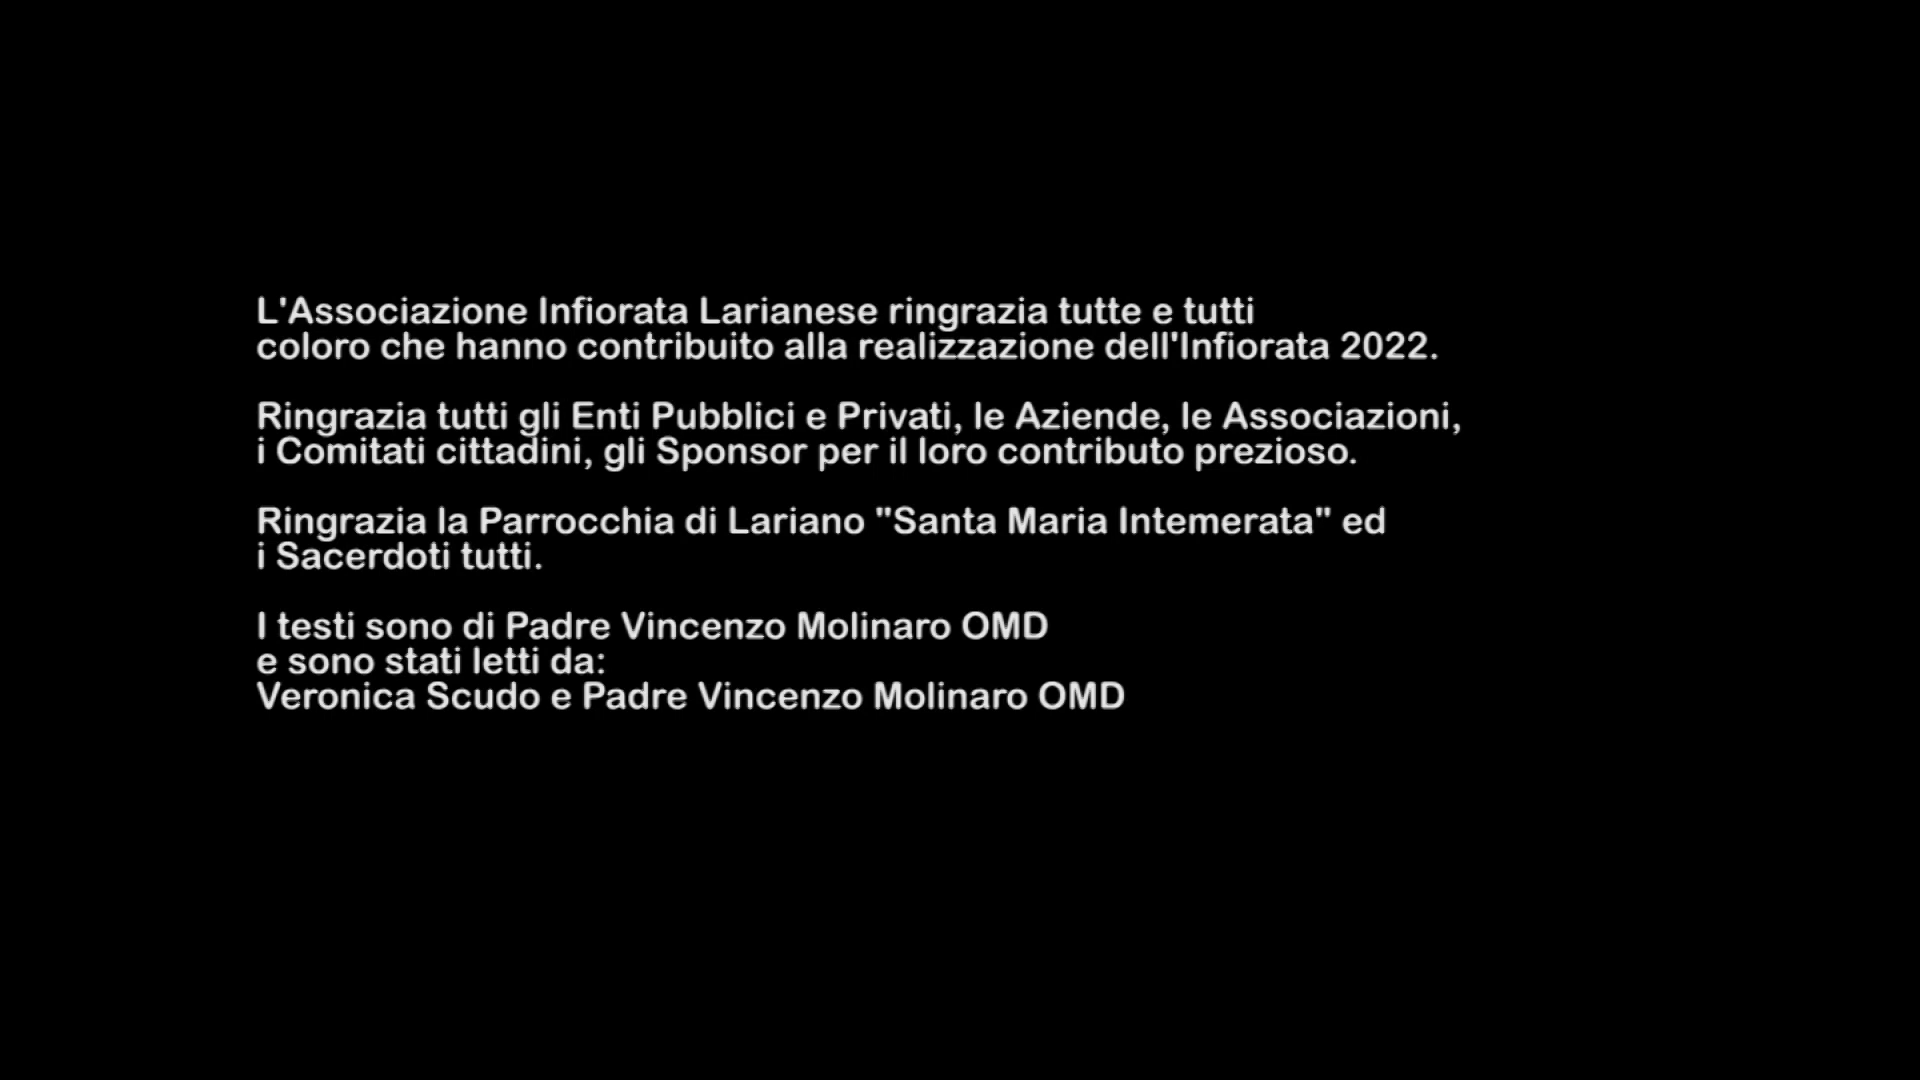 L'Associazione Infiorata Larianese ringrazia tutte e tutti
coloro che hanno contribuito alla realizzazione dell'Infiorata 2022.
Ringrazia tutti gli Enti Pubblici e Privati, le Aziende, le Associazioni,
i Comitati cittadini, gli Sponsor per il loro contributo prezioso.
Ringrazia la Parrocchia di Lariano "Santa Maria Intemerata" ed
i Sacerdoti tutti.
I testi sono di Padre Vincenzo Molinaro OMD
e sono stati letti da:
Veronica Scudo e Padre Vincenzo Molinaro OMD